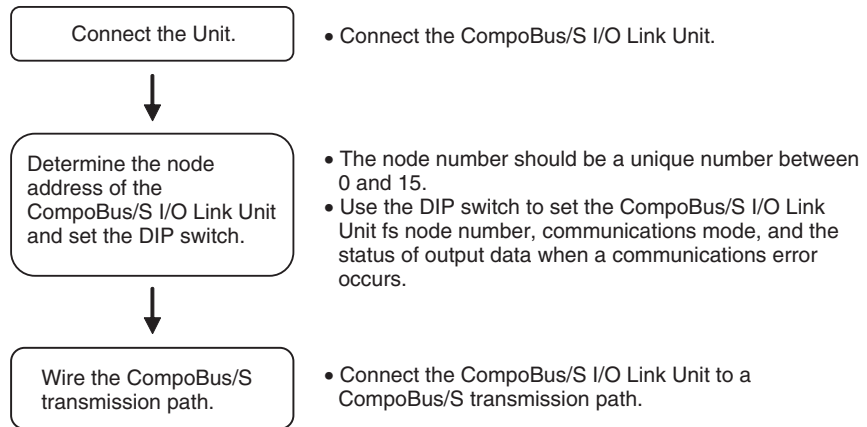 Connect the Unit.
• Connect the CompoBus/S I/O Link Unit.
Determine the node
address of the
CompoBus/S I/O Link Unit
and set the DIP switch.
• The node number should be a unique number between
0 and 15.
• Use the DIP switch to set the CompoBus/S I/O Link
Unit fs node number, communications mode, and the
status of output data when a communications error
occurs.
Wire the CompoBus/S
transmission path.
• Connect the CompoBus/S I/O Link Unit to a
CompoBus/S transmission path.